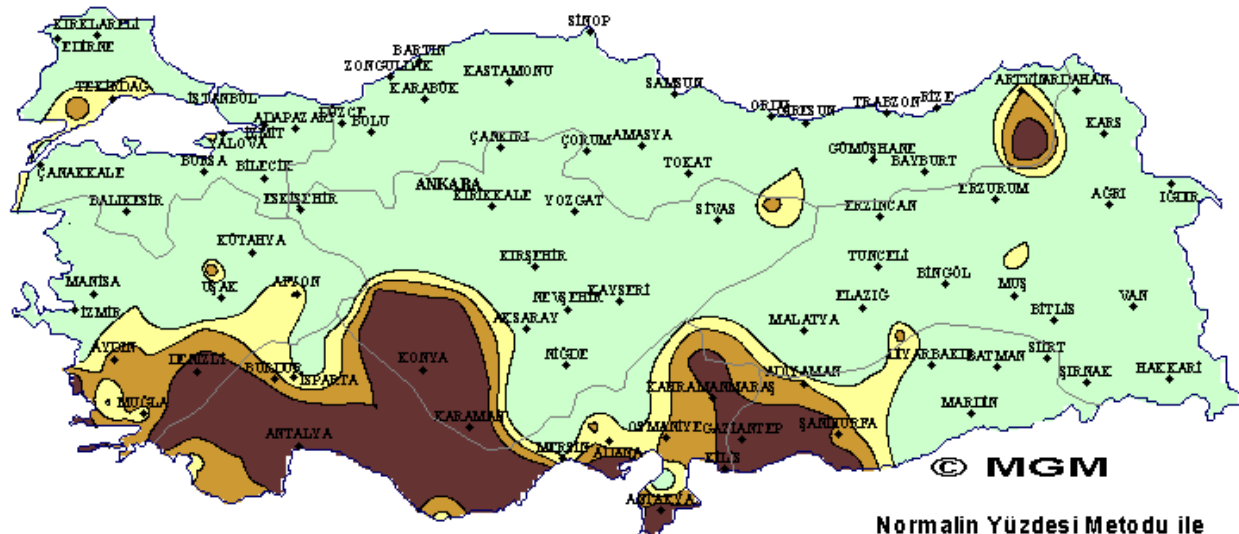 SİNOP
KIRKLARELİ
EDİRNE
BARTIN
ZONGULDAK
KASTAMONU
SAMSUN
ARTVİN
ARDAHAN
TEKİRDAĞ
İSTANBUL
KARABÜK
ORDU
GİRESUN
TRABZON
RİZE
ADAPAZARI
DÜZCE
İZMİT
BOLU
YALOVA
ÇANKIRI
ÇORUM
AMASYA
KARS
GÜMÜŞHANE
BURSA
BİLECİK
ÇANAKKALE
TOKAT
BAYBURT
ANKARA
KIRIKKALE
ERZURUM
AĞRI
IĞDIR
BALIKESİR
ESKİŞEHİR
YOZGAT
SİVAS
ERZİNCAN
KÜTAHYA
KIRŞEHİR
TUNCELİ
BİNGÖL
MANİSA
UŞAK
AFYON
NEVŞEHİR
KAYSERİ
ELAZIĞ
MUŞ
VAN
İZMİR
AKSARAY
MALATYA
BİTLİS
AYDIN
DENİZLİ
BURDUR
ISPARTA
KONYA
NİĞDE
ADIYAMAN
DİYARBAKIR
BATMAN
SİİRT
ŞIRNAK
HAKKARİ
MUĞLA
KAHRAMANMARAŞ
MARDİN
ANTALYA
KARAMAN
MERSİN
ADANA
OSMANİYE
GAZİANTEP
ŞANLIURFA
KİLİS
ANTAKYA
© MGM
Normalin Yüzdesi Metodu ile